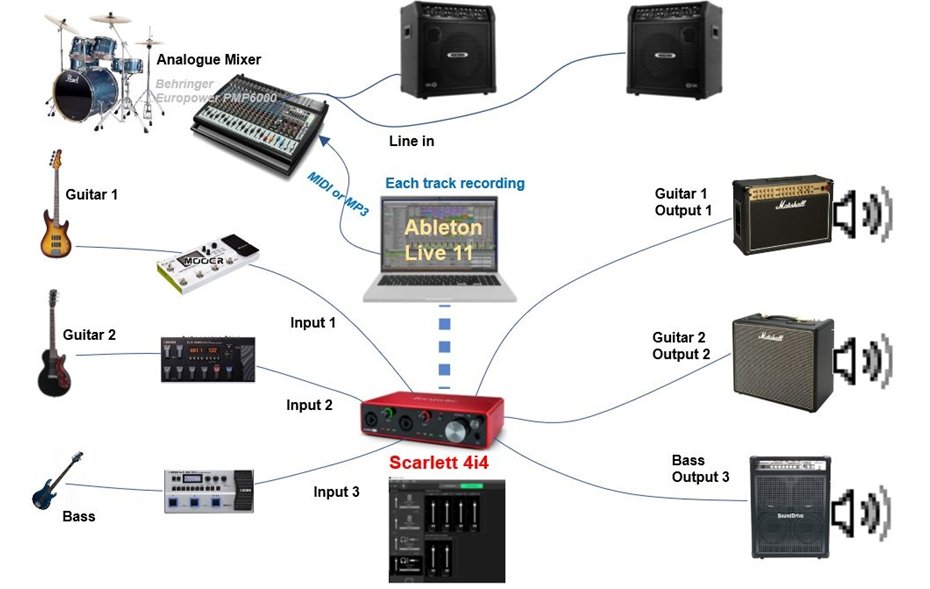 Analogue Mixer
Behringer
Europower PMP6000
Line in
MIDI or MP3
Each track recording
Ableton
Live 11
Guitar 1
MOOER
Input 1
Guitar 2
Input 2
Bass
Input 3
Scarlett 4i4
Guitar 1
Output 1
Marshall
Guitar 2
Output 2
Marshall
Bass
Output 3
SoundDrive